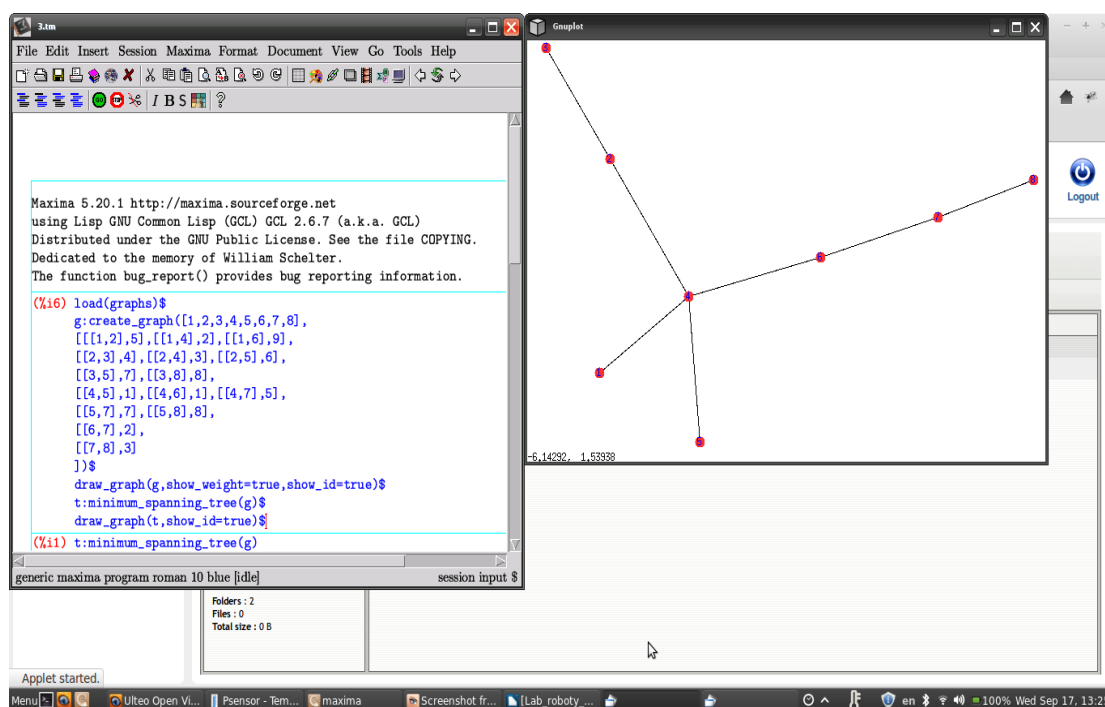 3.tm
File Edit Insert Session Maxima Format Document View Go Tools Help
I B S ?
Maxima 5.20.1 http://maxima.sourceforge.net
using Lisp GNU Common Lisp (GCL) GCL 2.6.7 (a.k.a. GCL)
Distributed under the GNU Public License. See the file COPYING.
Dedicated to the memory of William Schelter.
The function bug_report() provides bug reporting information.
(%i6) load(graphs)$
g:create_graph([1,2,3,4,5,6,7,8],
[[[1,2],5],[[1,4],2],[[1,6],9],
[[2,3],4],[[2,4],3],[[2,5],6],
[[3,5],7],[[3,8],8],
[[4,5],1],[[4,6],1],[[4,7],5],
[[5,7],7],[[5,8],8],
[[6,7],2],
[[7,8],3]
])$
draw_graph(g,show_weight=true,show_id=true)$
t:minimum_spanning_tree(g)$
draw_graph(t,show_id=true)$
(%i1) t:minimum_spanning_tree(g)
generic maxima program roman 10 blue [idle] session input $
Gnuplot
2
4
6
7
8
1
5
-6,14292, 1,53938
Logout
Folders : 2
Files : 0
Total size : 0 B
Applet started.
Menu
Ulteo Open Vi...
Psensor - Tem...
maxima
Screenshot fr...
[Lab_roboty_...
en
100% Wed Sep 17, 13:2